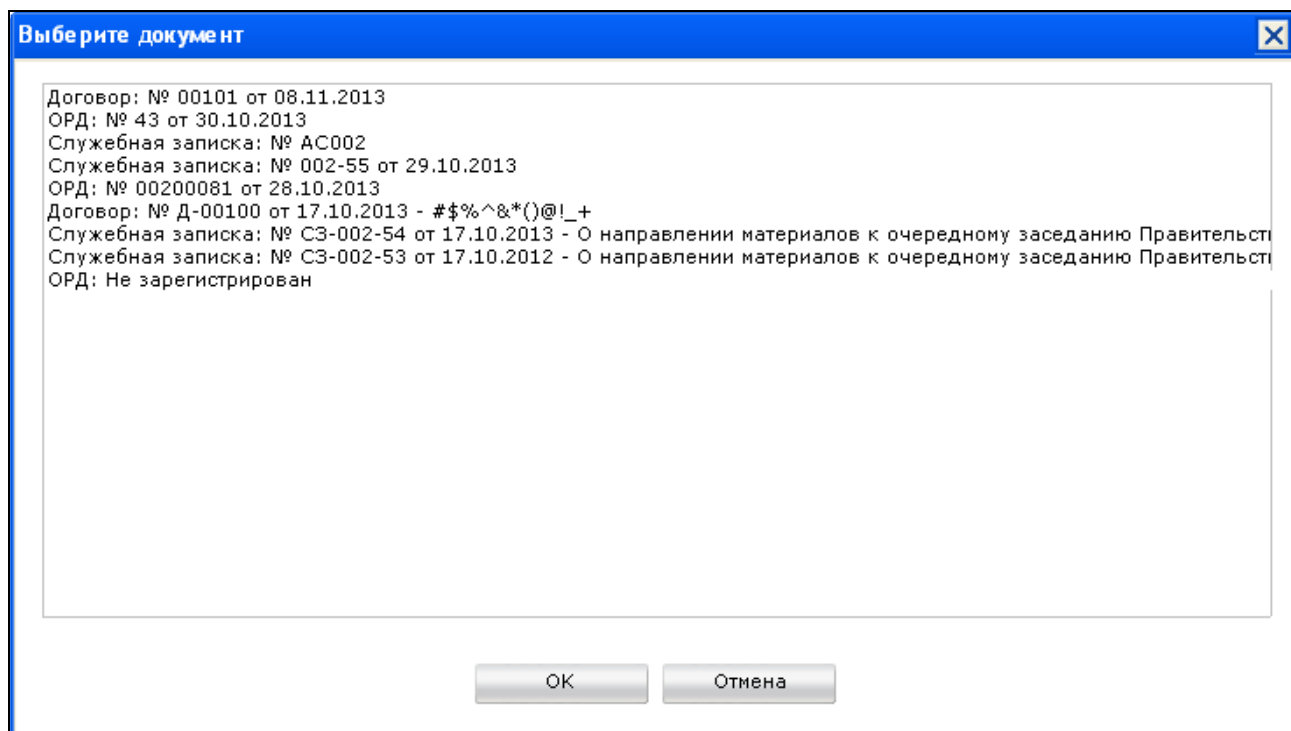 Выберите документ
Договор: № 00101 от 08.11.2013
ОРД: № 43 от 30.10.2013
Служебная записка: № АС002
Служебная записка: № 002-55 от 29.10.2013
ОРД: № 00200081 от 28.10.2013
Договор: № Д-00100 от 17.10.2013 - #$%^&*()@!_+
Служебная записка: № СЗ-002-54 от 17.10.2013 - О направлении материалов к очередному заседанию Правительст
Служебная записка: № СЗ-002-53 от 17.10.2012 - О направлении материалов к очередному заседанию Правительст
ОРД: Не зарегистрирован
ОК
Отмена